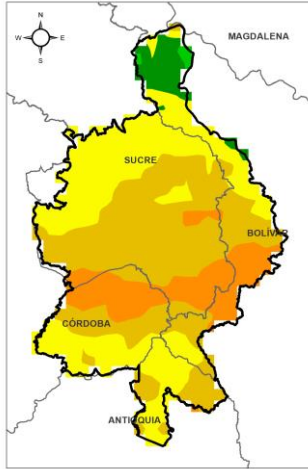 N
W E
S
MAGDALENA
SUCRE
BOLÍVAR
CÓRDOBA
ANTIOQUIA